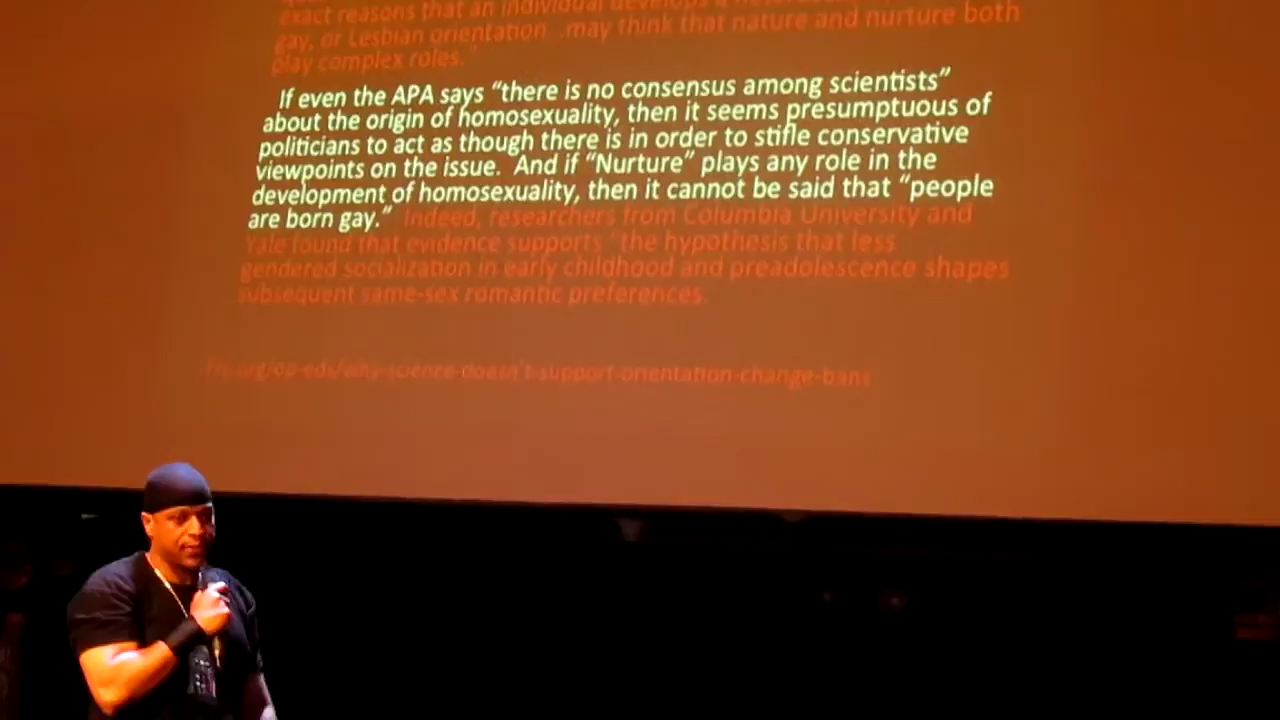 exact reasons that an individual develops a
gay, or Lesbian orientation ..may think that nature and nurture both
play complex roles."
If even the APA says “there is no consensus among scientists”
about the origin of homosexuality, then it seems presumptuous of
politicians to act as though there is in order to stifle conservative
viewpoints on the issue. And if “Nurture” plays any role in the
development of homosexuality, then it cannot be said that “people
are born gay.” Indeed, researchers from Columbia University and
Yale found that evidence supports "the hypothesis that less
gendered socialization in early childhood and preadolescence shapes
subsequent same-sex romantic preferences.
org/op-eds/why-science-doesn't-support-orientation-change-bans